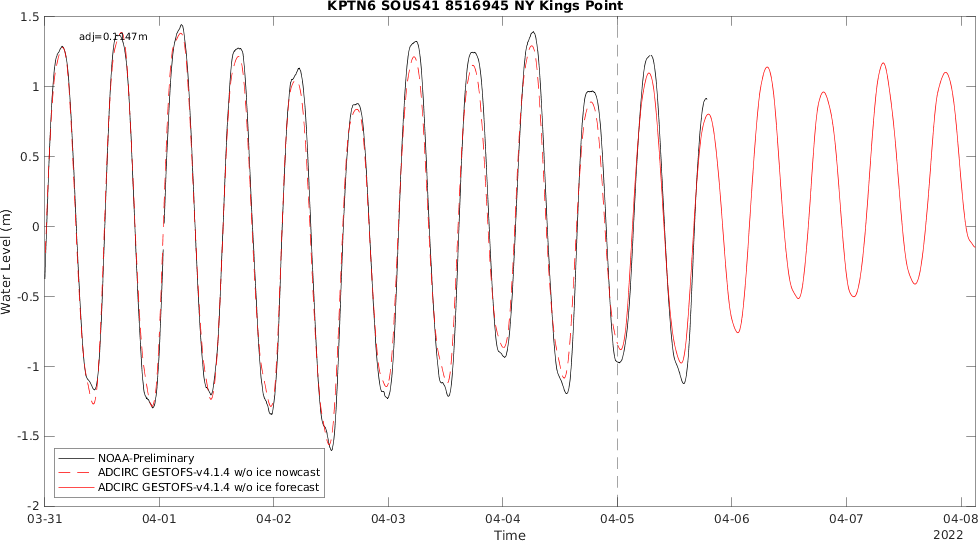 KPTN6 SOUS41 8516945 NY Kings Point
adj=0.1147m
1.5
1
0.5
0
-0.5
-1
-1.5
-2
Water Level (m)
NOAA-Preliminary
ADCIRC GESTOFS-v4.1.4 w/o ice nowcast
ADCIRC GESTOFS-v4.1.4 w/o ice forecast
03-31 04-01 04-02 04-03 04-04 04-05 04-06 04-07 04-08
Time
2022